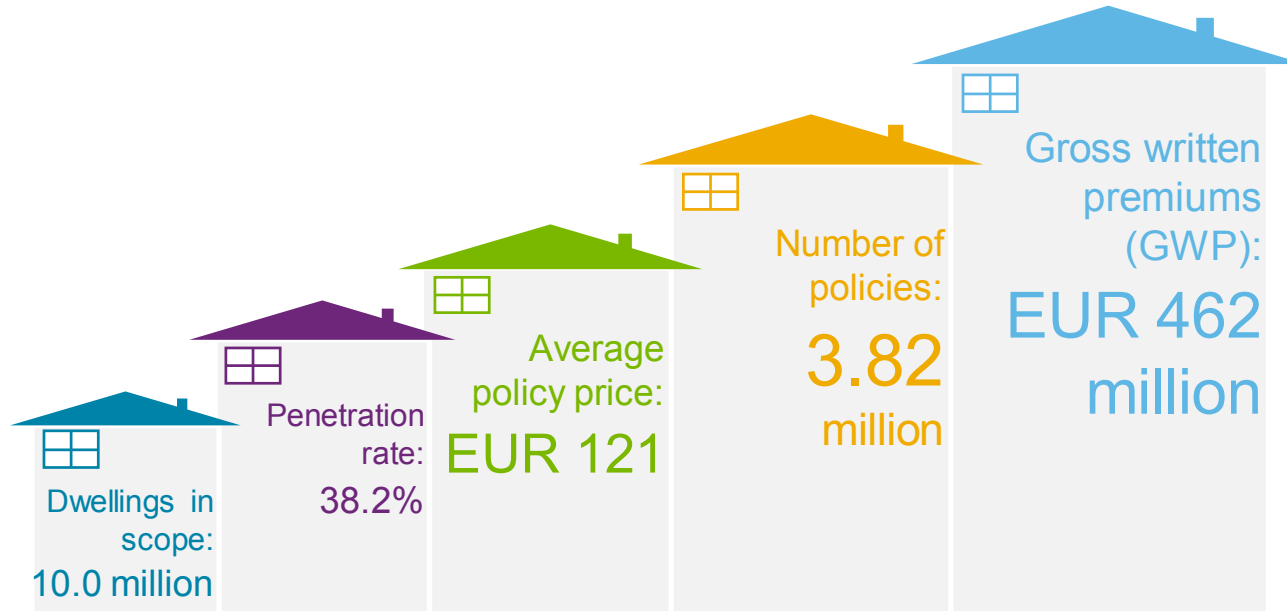 Dwellings in
scope:
10.0 million
Penetration
rate:
38.2%
Average
policy price:
EUR 121
Number of
policies:
3.82
million
Gross written
premiums
(GWP):
EUR 462
million